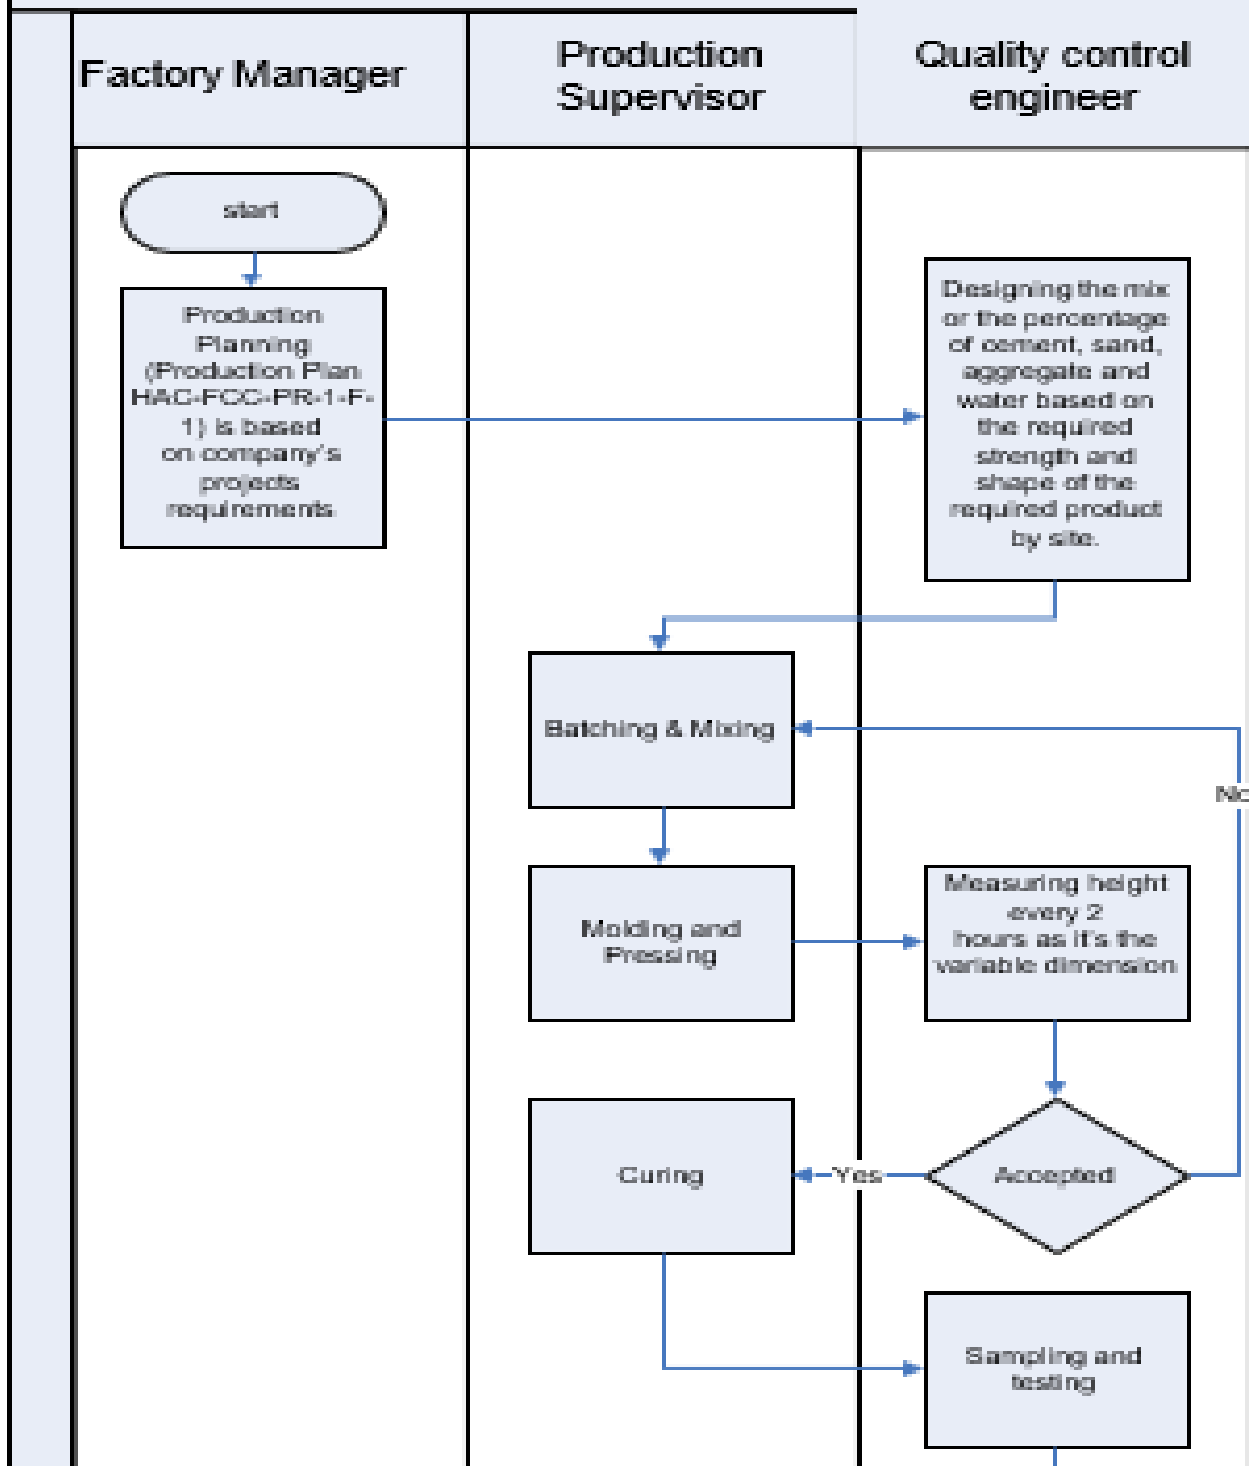 Factory Manager
Production
Supervisor
Quality control
engineer
start
Production
Planning
(Production Plan
HAC-FCC-PR-1-F-
1) is based
on company's
projects
requirements
Designing the mix
or the percentage
of cement, sand,
aggregate and
water based on
the required
strength and
shape of the
required product
by site.
Batching & Mixing
No
Molding and
Pressing
Measuring height
every 2
hours as it's the
variable dimension
Curing
Yes
Accepted
Sampling and
testing